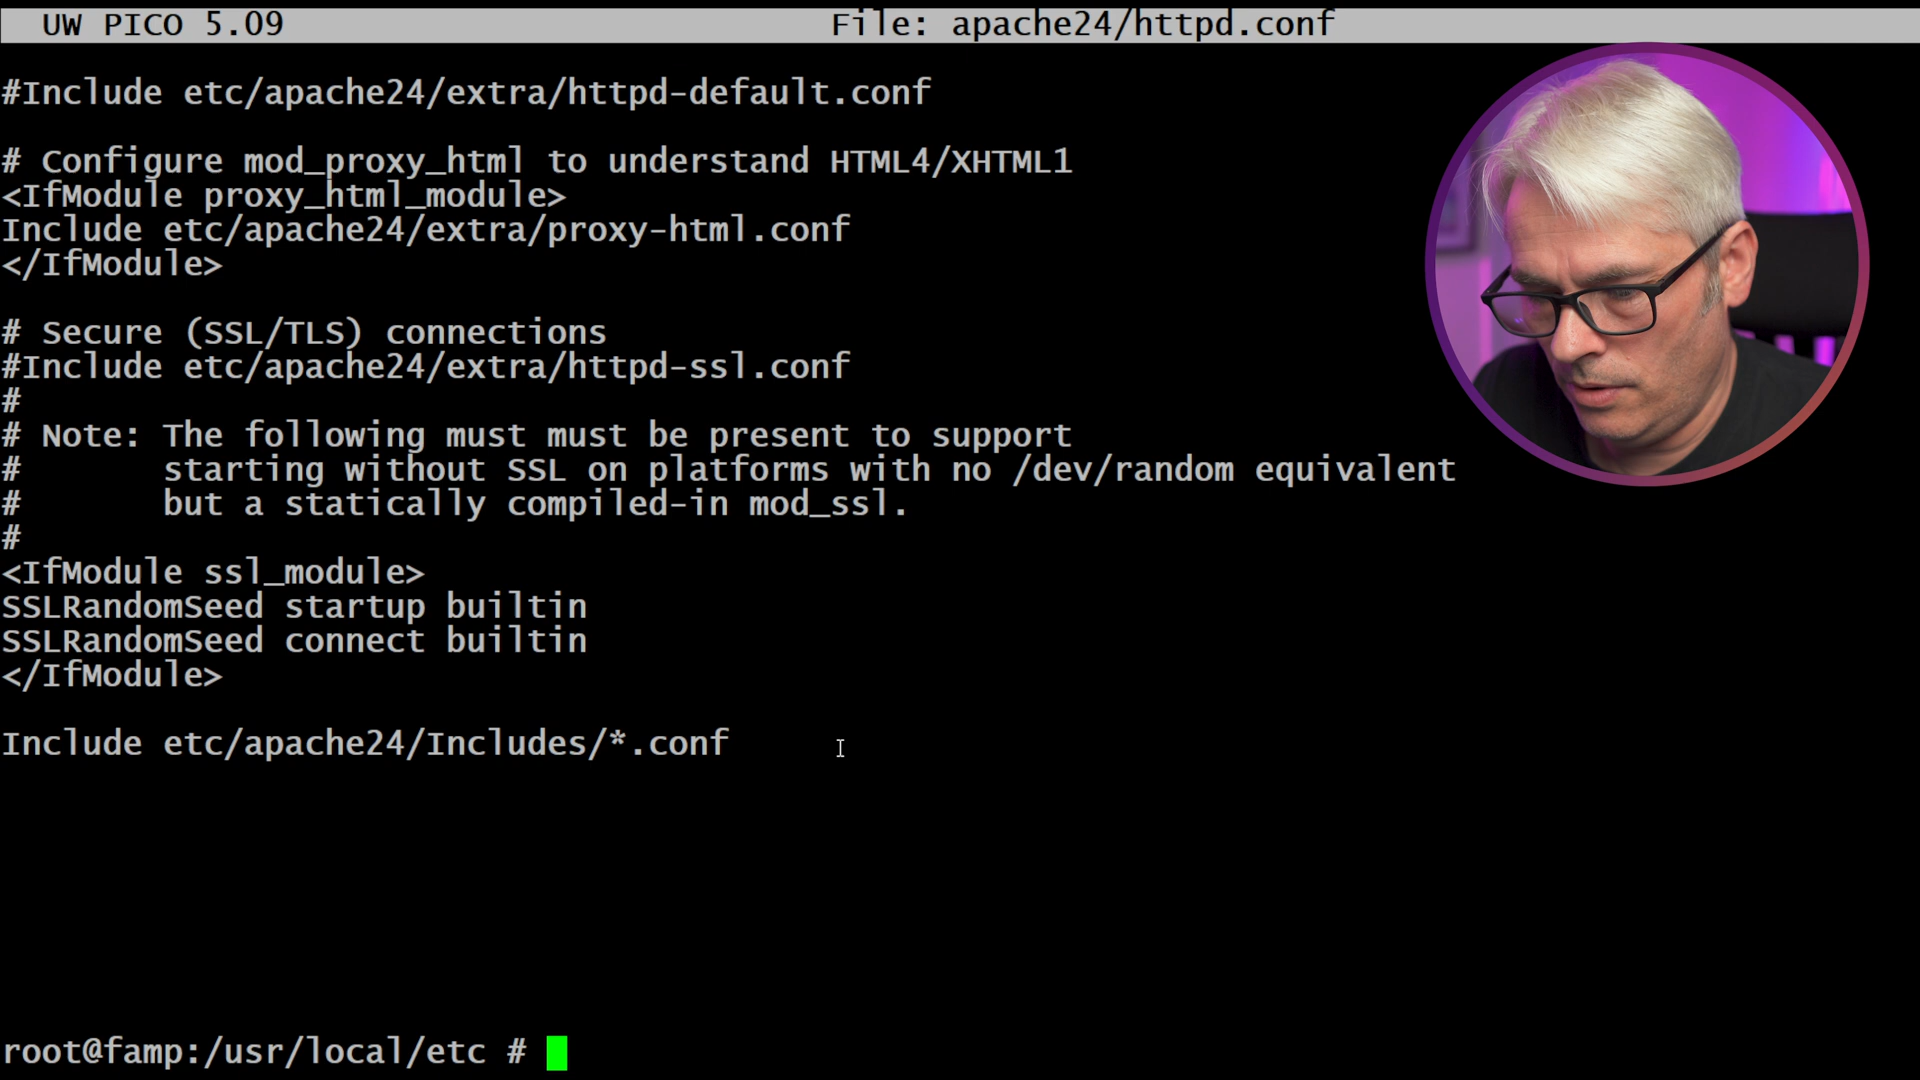 UW PICO 5.09 File: apache24/httpd.conf
#Include etc/apache24/extra/httpd-default.conf
# Configure mod_proxy_html to understand HTML4/XHTML1
<IfModule proxy_html_module>
Include etc/apache24/extra/proxy-html.conf
</IfModule>
# Secure (SSL/TLS) connections
#Include etc/apache24/extra/httpd-ssl.conf
#
# Note: The following must must be present to support
#       starting without SSL on platforms with no /dev/random equivalent
#       but a statically compiled-in mod_ssl.
#
<IfModule ssl_module>
SSLRandomSeed startup builtin
SSLRandomSeed connect builtin
</IfModule>
Include etc/apache24/Includes/*.conf
root@famp:/usr/local/etc #